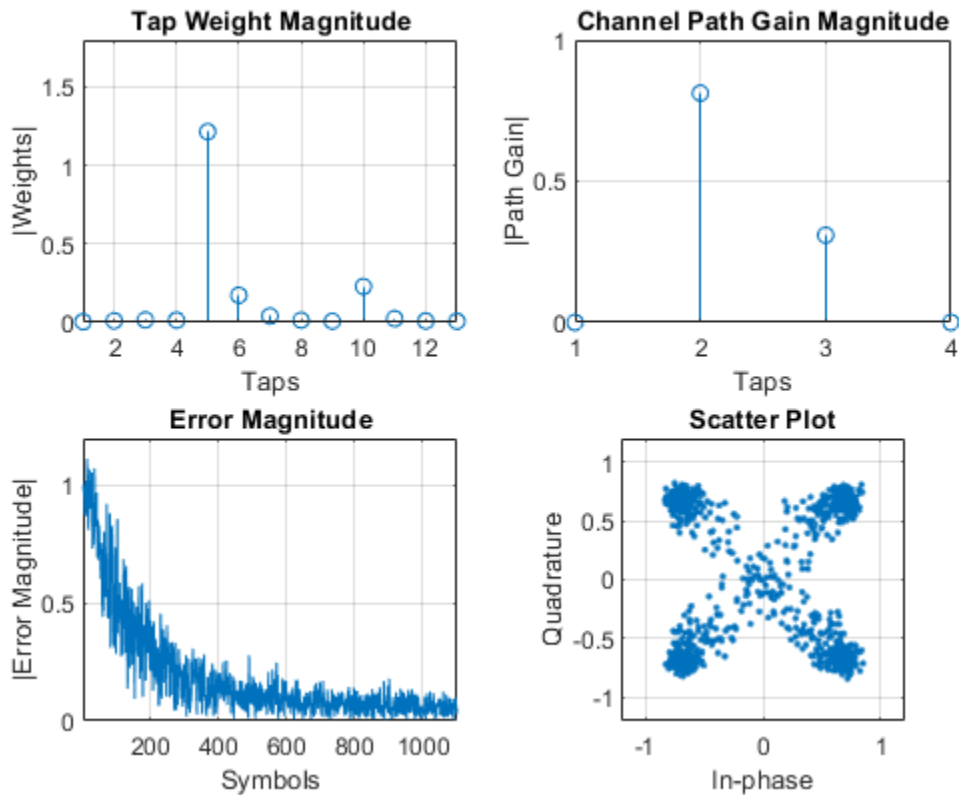 Tap Weight Magnitude
|Weights|
1.5
1
0.5
0
2 4 6 8 10 12
Taps
Channel Path Gain Magnitude
|Path Gain|
1
0.5
0
1 2 3 4
Taps
Error Magnitude
|Error Magnitude|
1
0.5
0
200 400 600 800 1000
Symbols
Scatter Plot
Quadrature
1
0.5
0
-0.5
-1
-1 0 1
In-phase